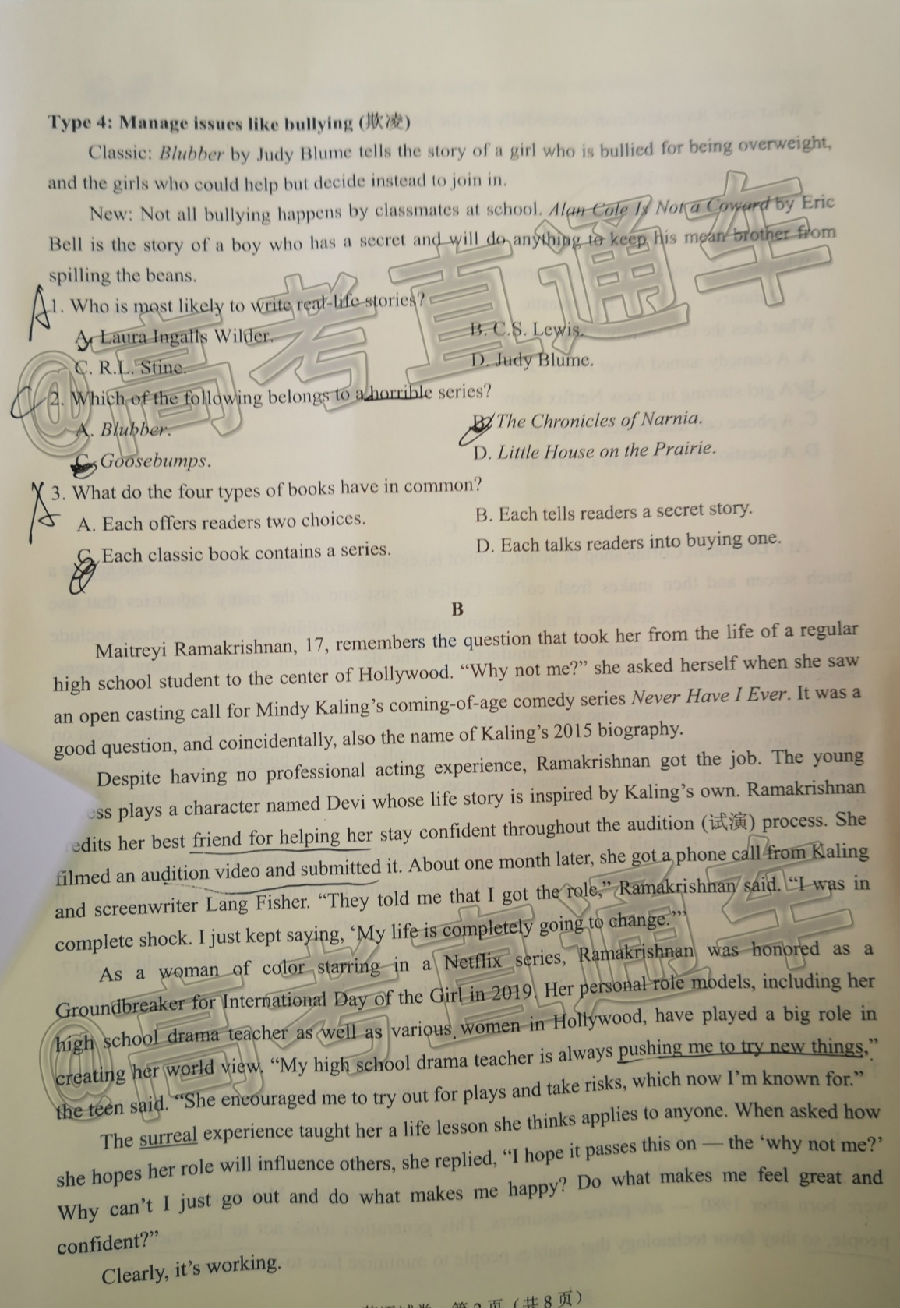 Type 4: Manage issues like bullying (欺凌)
Classic: Blubber by Judy Blume tells the story of a girl who is bullied for being overweight,
and the girls who could help but decide instead to join in.
New: Not all bullying happens by classmates at school. Alan Cole Is Not a Coward by Eric
Bell is the story of a boy who has a secret and will do anything to keep his mean brother from
spilling the beans.
A 1. Who is most likely to write real-life stories?
A. Laura Ingalls Wilder. B. C.S. Lewis.
C. R.L. Stine. D. Judy Blume.
C 2. Which of the following belongs to a horrible series?
A. Blubber. B. The Chronicles of Narnia.
C. Goosebumps. D. Little House on the Prairie.
A 3. What do the four types of books have in common?
A. Each offers readers two choices. B. Each tells readers a secret story.
C. Each classic book contains a series. D. Each talks readers into buying one.
B
Maitreyi Ramakrishnan, 17, remembers the question that took her from the life of a regular
high school student to the center of Hollywood. “Why not me?” she asked herself when she saw
an open casting call for Mindy Kaling’s coming-of-age comedy series Never Have I Ever. It was a
good question, and coincidentally, also the name of Kaling’s 2015 biography.
Despite having no professional acting experience, Ramakrishnan got the job. The young
ess plays a character named Devi whose life story is inspired by Kaling’s own. Ramakrishnan
edits her best friend for helping her stay confident throughout the audition (试演) process. She
filmed an audition video and submitted it. About one month later, she got a phone call from Kaling
and screenwriter Lang Fisher. “They told me that I got the role,” Ramakrishnan said. “I was in
complete shock. I just kept saying, ‘My life is completely going to change.’”
As a woman of color starring in a Netflix series, Ramakrishnan was honored as a
Groundbreaker for International Day of the Girl in 2019. Her personal role models, including her
high school drama teacher as well as various women in Hollywood, have played a big role in
creating her world view. “My high school drama teacher is always pushing me to try new things,”
the teen said. “She encouraged me to try out for plays and take risks, which now I’m known for.”
The surreal experience taught her a life lesson she thinks applies to anyone. When asked how
she hopes her role will influence others, she replied, “I hope it passes this on — the ‘why not me?’
Why can’t I just go out and do what makes me happy? Do what makes me feel great and
confident?”
Clearly, it’s working.
页（共8页）
@高考直通车
@高考直通车